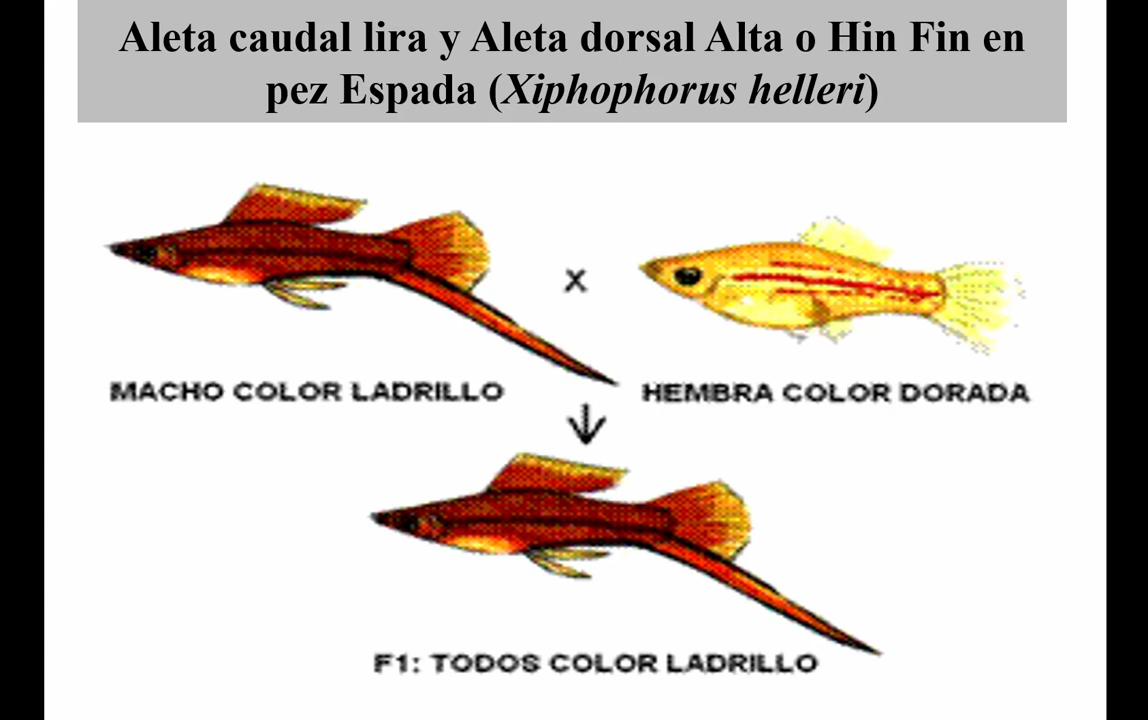 Aleta caudal lira y Aleta dorsal Alta o Hin Fin en
pez Espada (Xiphophorus helleri)
x
MACHO COLOR LADRILLO
HEMBRA COLOR DORADA
F1: TODOS COLOR LADRILLO